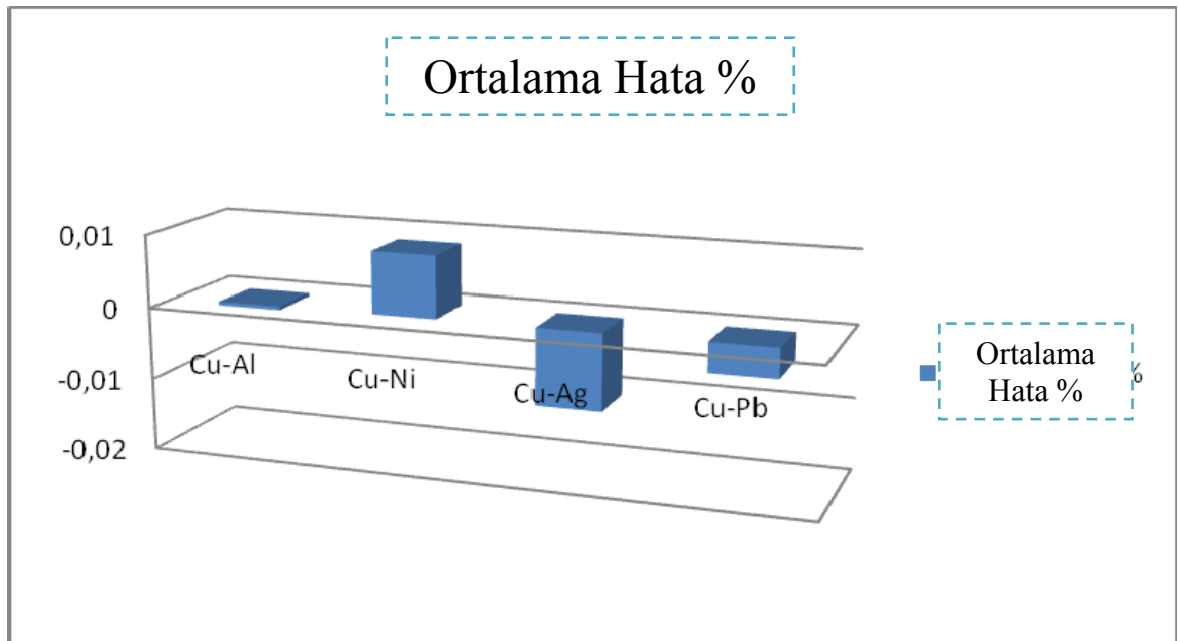 Ortalama Hata %
0,01
0
-0,01
-0,02
Cu-Al
Cu-Ni
Cu-Ag
Cu-Pb
Ortalama
Hata %
%